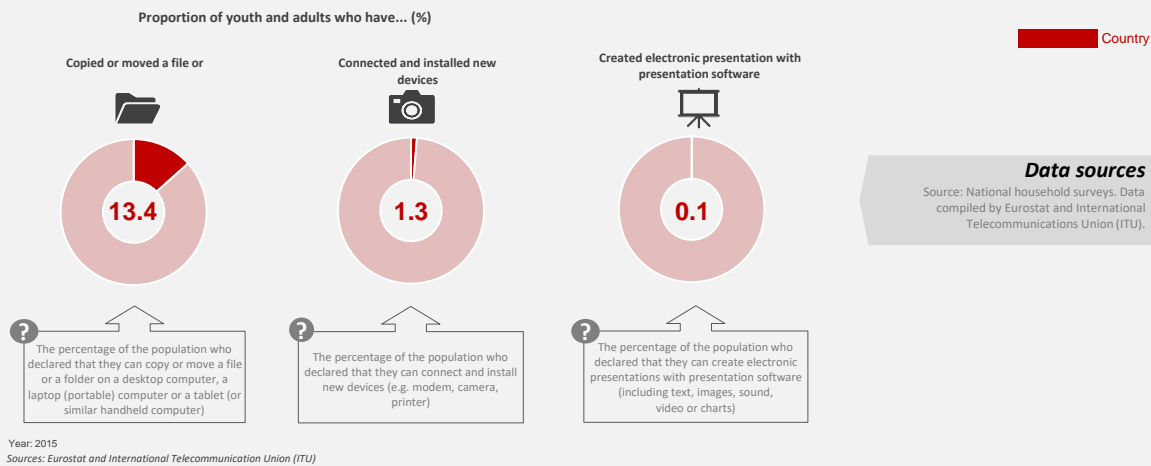 Proportion of youth and adults who have... (%)
Country
Copied or moved a file or
Connected and installed new
devices
Created electronic presentation with
presentation software
13.4
1.3
0.1
Data sources
Source: National household surveys. Data
compiled by Eurostat and International
Telecommunications Union (ITU).
?
The percentage of the population who
declared that they can copy or move a file
or a folder on a desktop computer, a
laptop (portable) computer or a tablet (or
similar handheld computer)
?
The percentage of the population who
declared that they can connect and install
new devices (e.g. modem, camera,
printer)
?
The percentage of the population who
declared that they can create electronic
presentations with presentation software
(including text, images, sound,
video or charts)
Year: 2015
Sources: Eurostat and International Telecommunication Union (ITU)